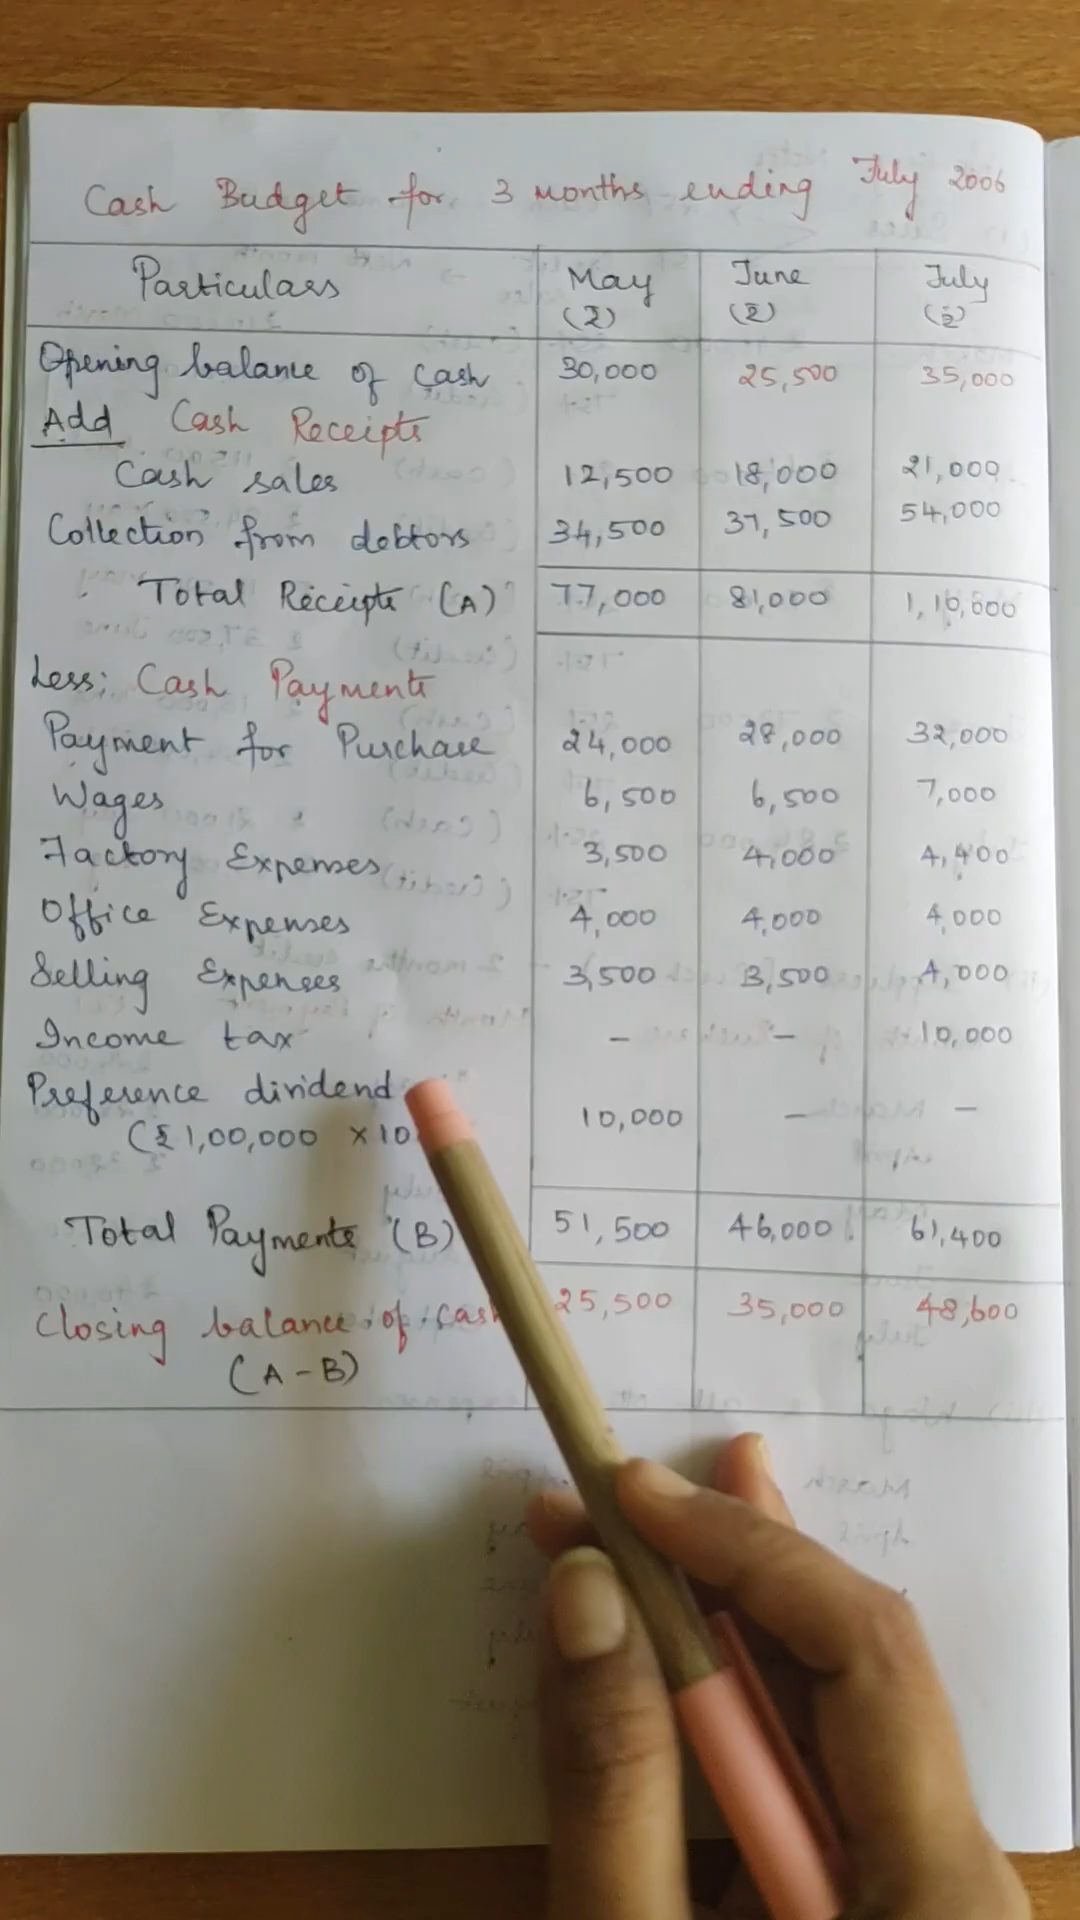 Cash Budget for 3 months ending July 2006
Particulars May June July
(₹) (₹) (₹)
Opening balance of cash 30,000 25,500 35,000
Add Cash Receipts
Cash sales 12,500 18,000 21,000
Collection from debtors 34,500 37,500 54,000
Total Receipts (A) 77,000 81,000 1,10,000
Less: Cash Payments
Payment for Purchase 24,000 28,000 32,000
Wages 6,500 6,500 7,000
Factory Expenses 3,500 4,000 4,400
Office Expenses 4,000 4,000 4,000
Selling Expenses 3,500 3,500 4,000
Income tax - - 10,000
Preference dividend
(₹ 1,00,000 × 10 10,000 - -
Total Payments (B) 51,500 46,000 61,400
Closing balance of cash 25,500 35,000 48,600
(A-B)